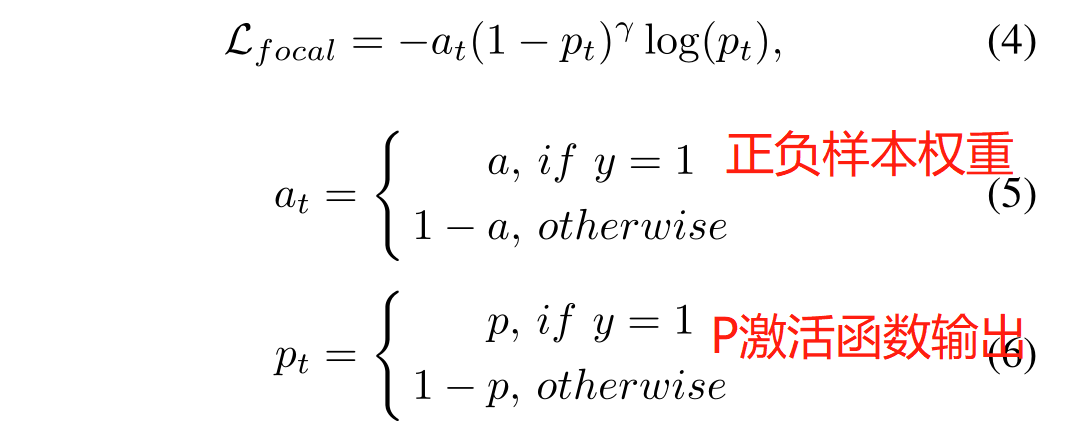 ℒ_focal = −a_t(1 − p_t)^γ log(p_t), (4)
a, if y = 1 正负样本权重
a_t = { (5)
1 − a, otherwise
p, if y = 1 P激活函数输出
p_t = { (6)
1 − p, otherwise